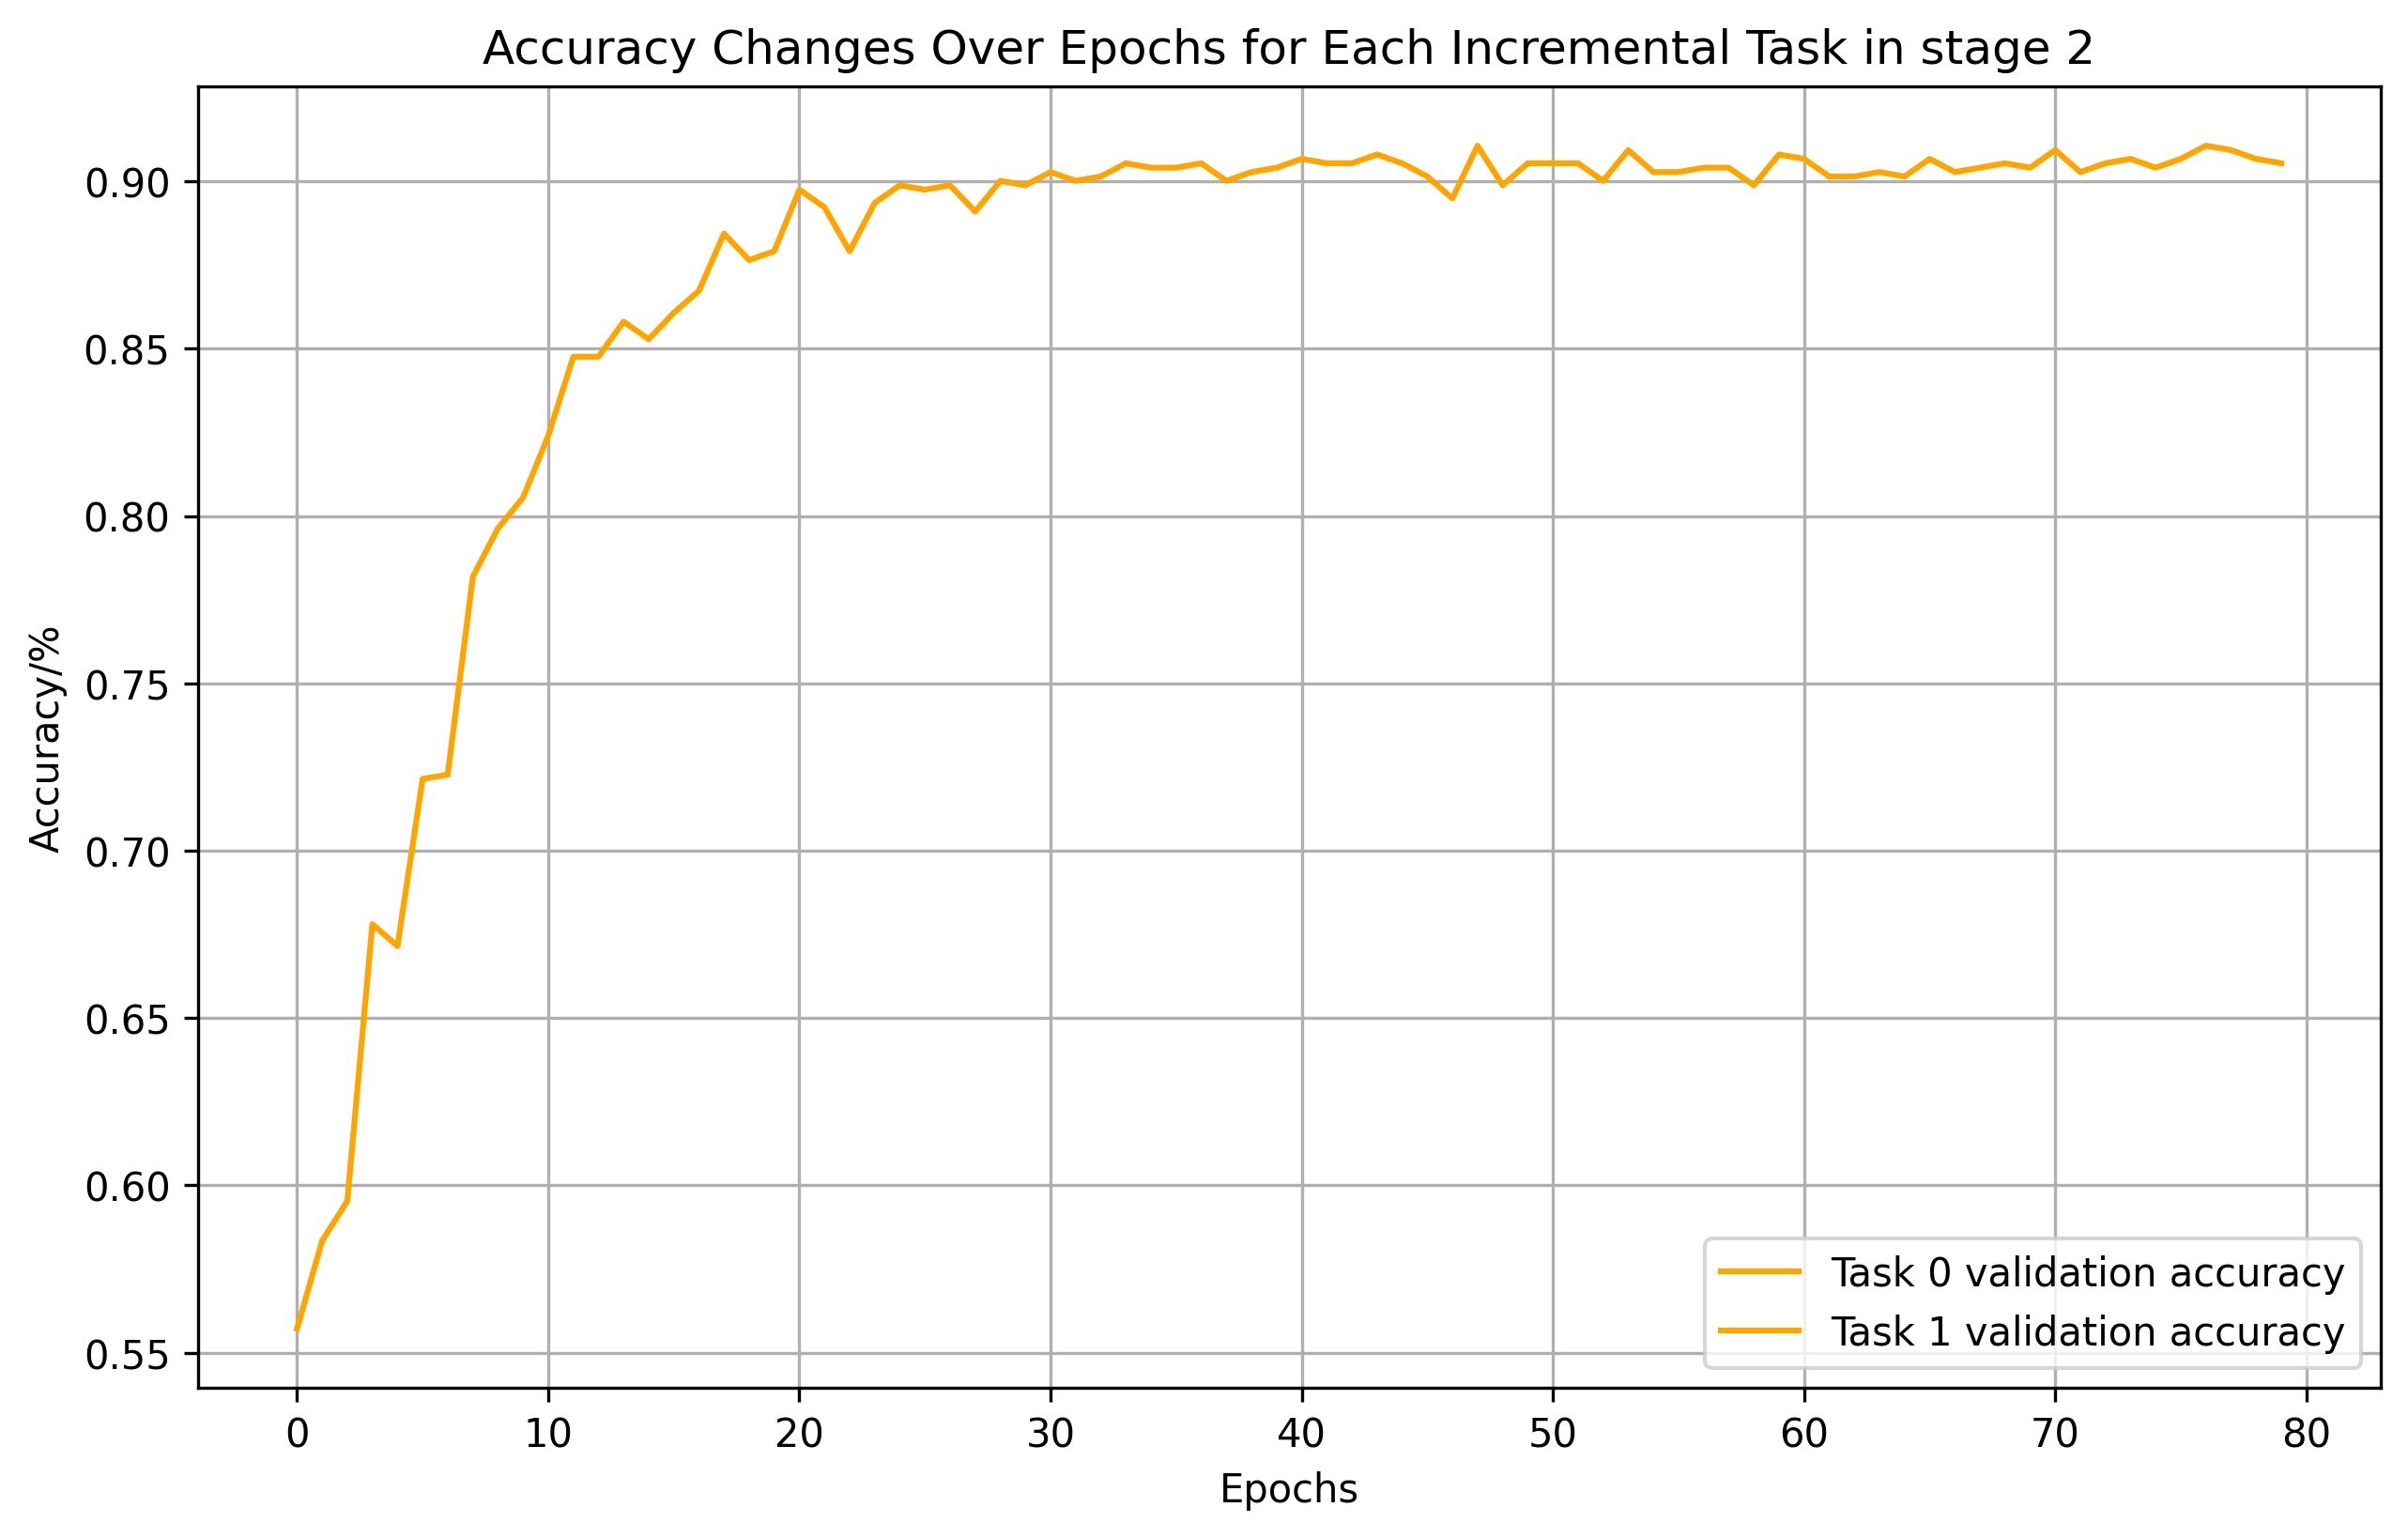 Accuracy Changes Over Epochs for Each Incremental Task in stage 2
Accuracy/%
0.90
0.85
0.80
0.75
0.70
0.65
0.60
0.55
Task 0 validation accuracy
Task 1 validation accuracy
0 10 20 30 40 50 60 70 80
Epochs